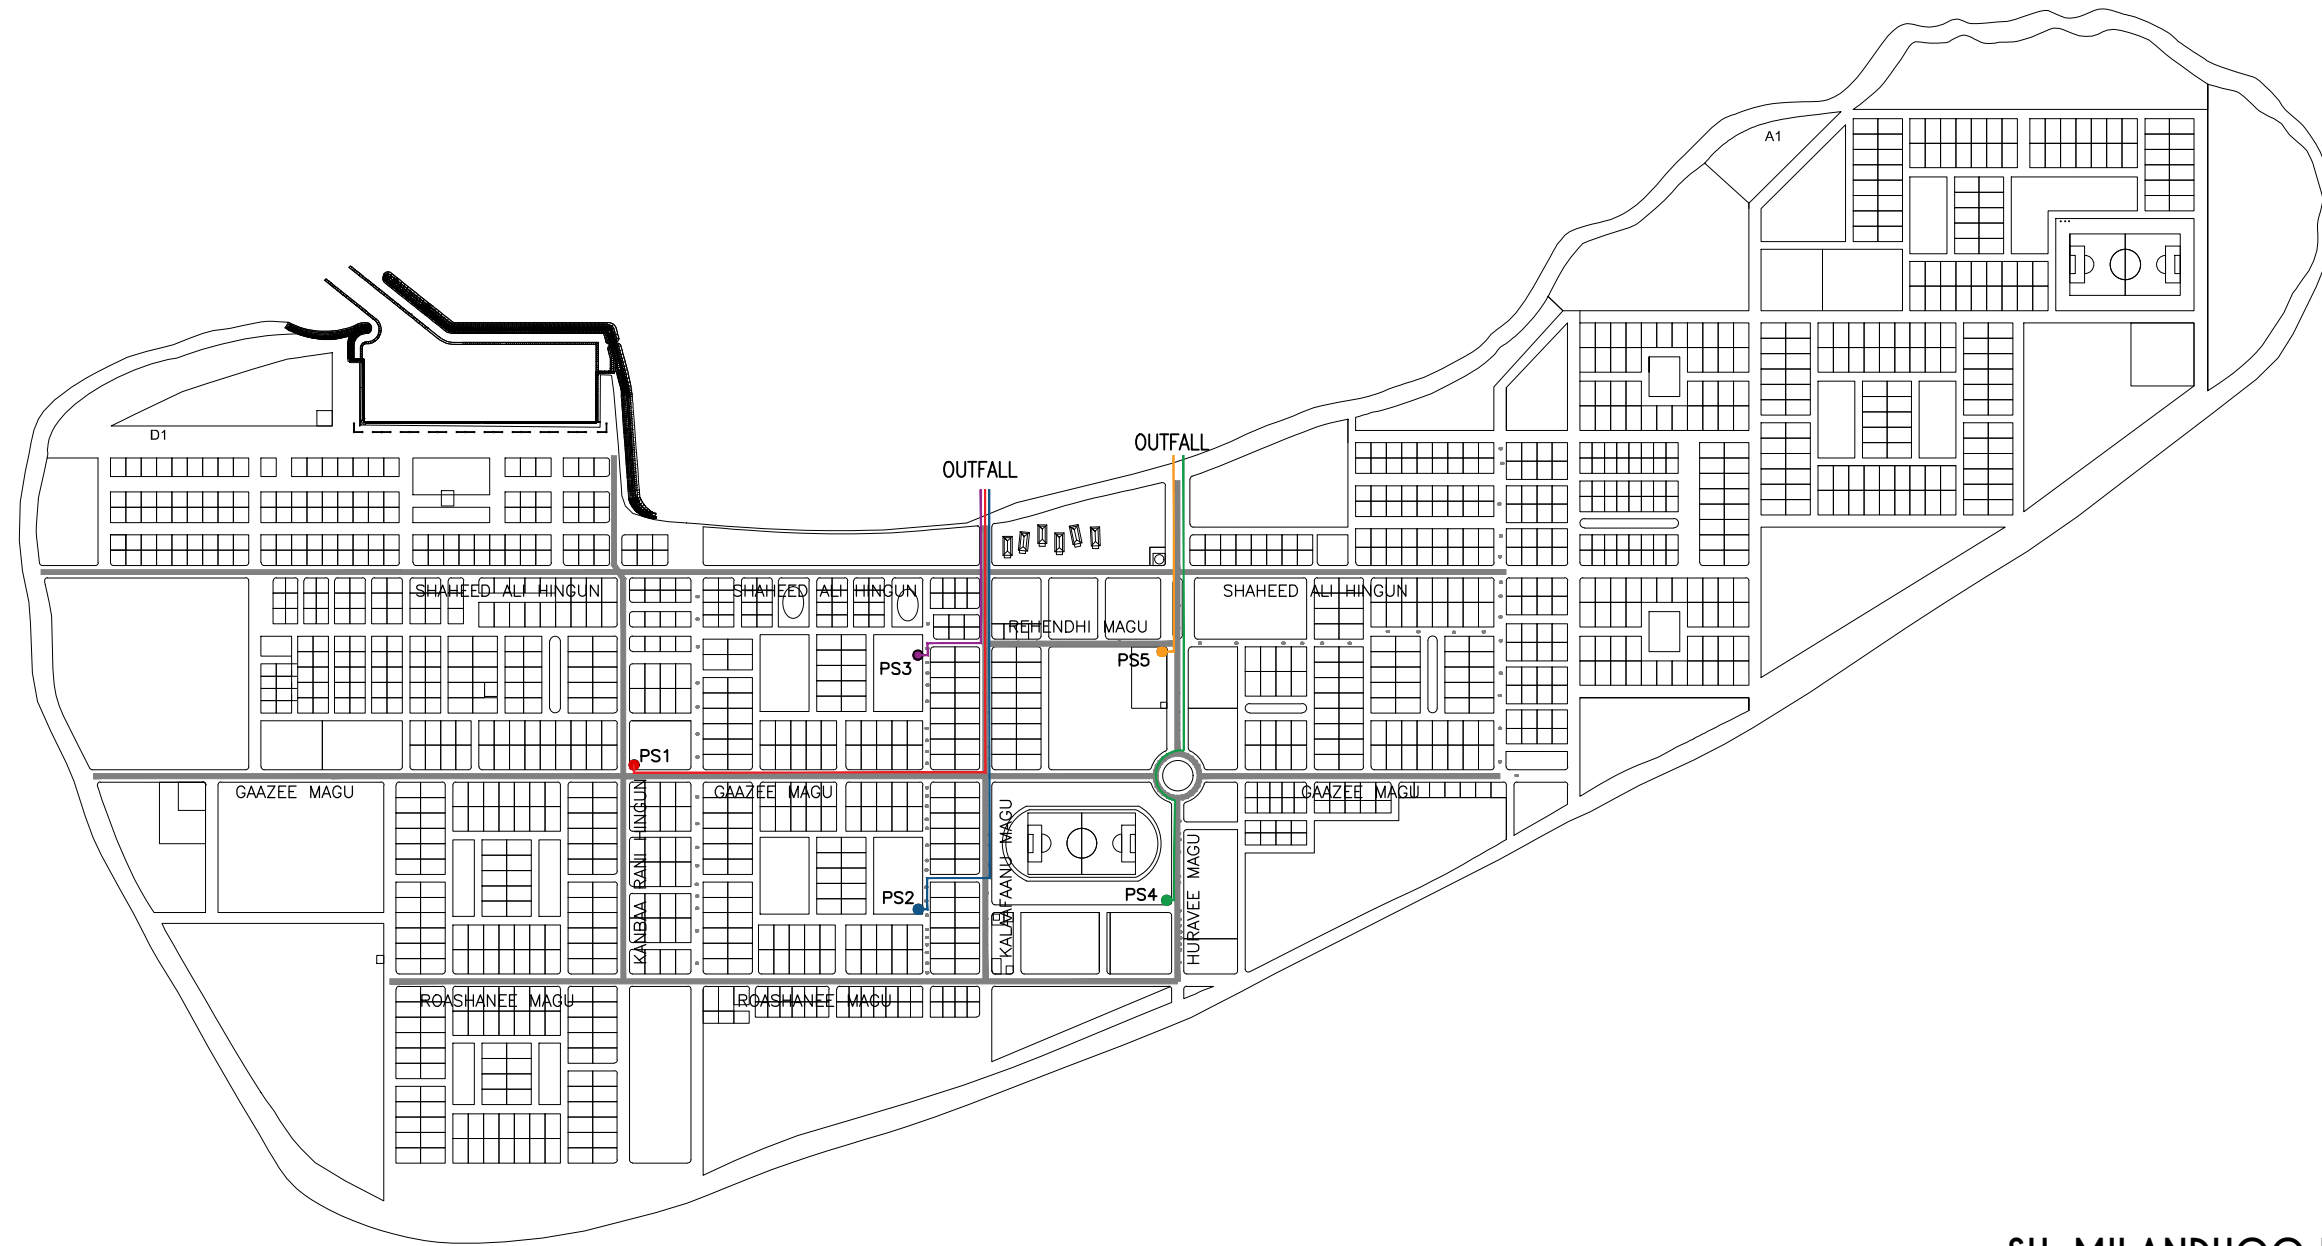 A1
D1
OUTFALL
OUTFALL
SHAHEED ALI HINGUN
SHAHEED ALI HINGUN
SHAHEED ALI HINGUN
REHENDHI MAGU
PS3
PS5
PS1
GAAZEE MAGU
GAAZEE MAGU
GAAZEE MAGU
KANBAA RANI HINGUN
KALAAFAANU MAGU
HURAVEE MAGU
PS2
PS4
ROASHANEE MAGU
ROASHANEE MAGU